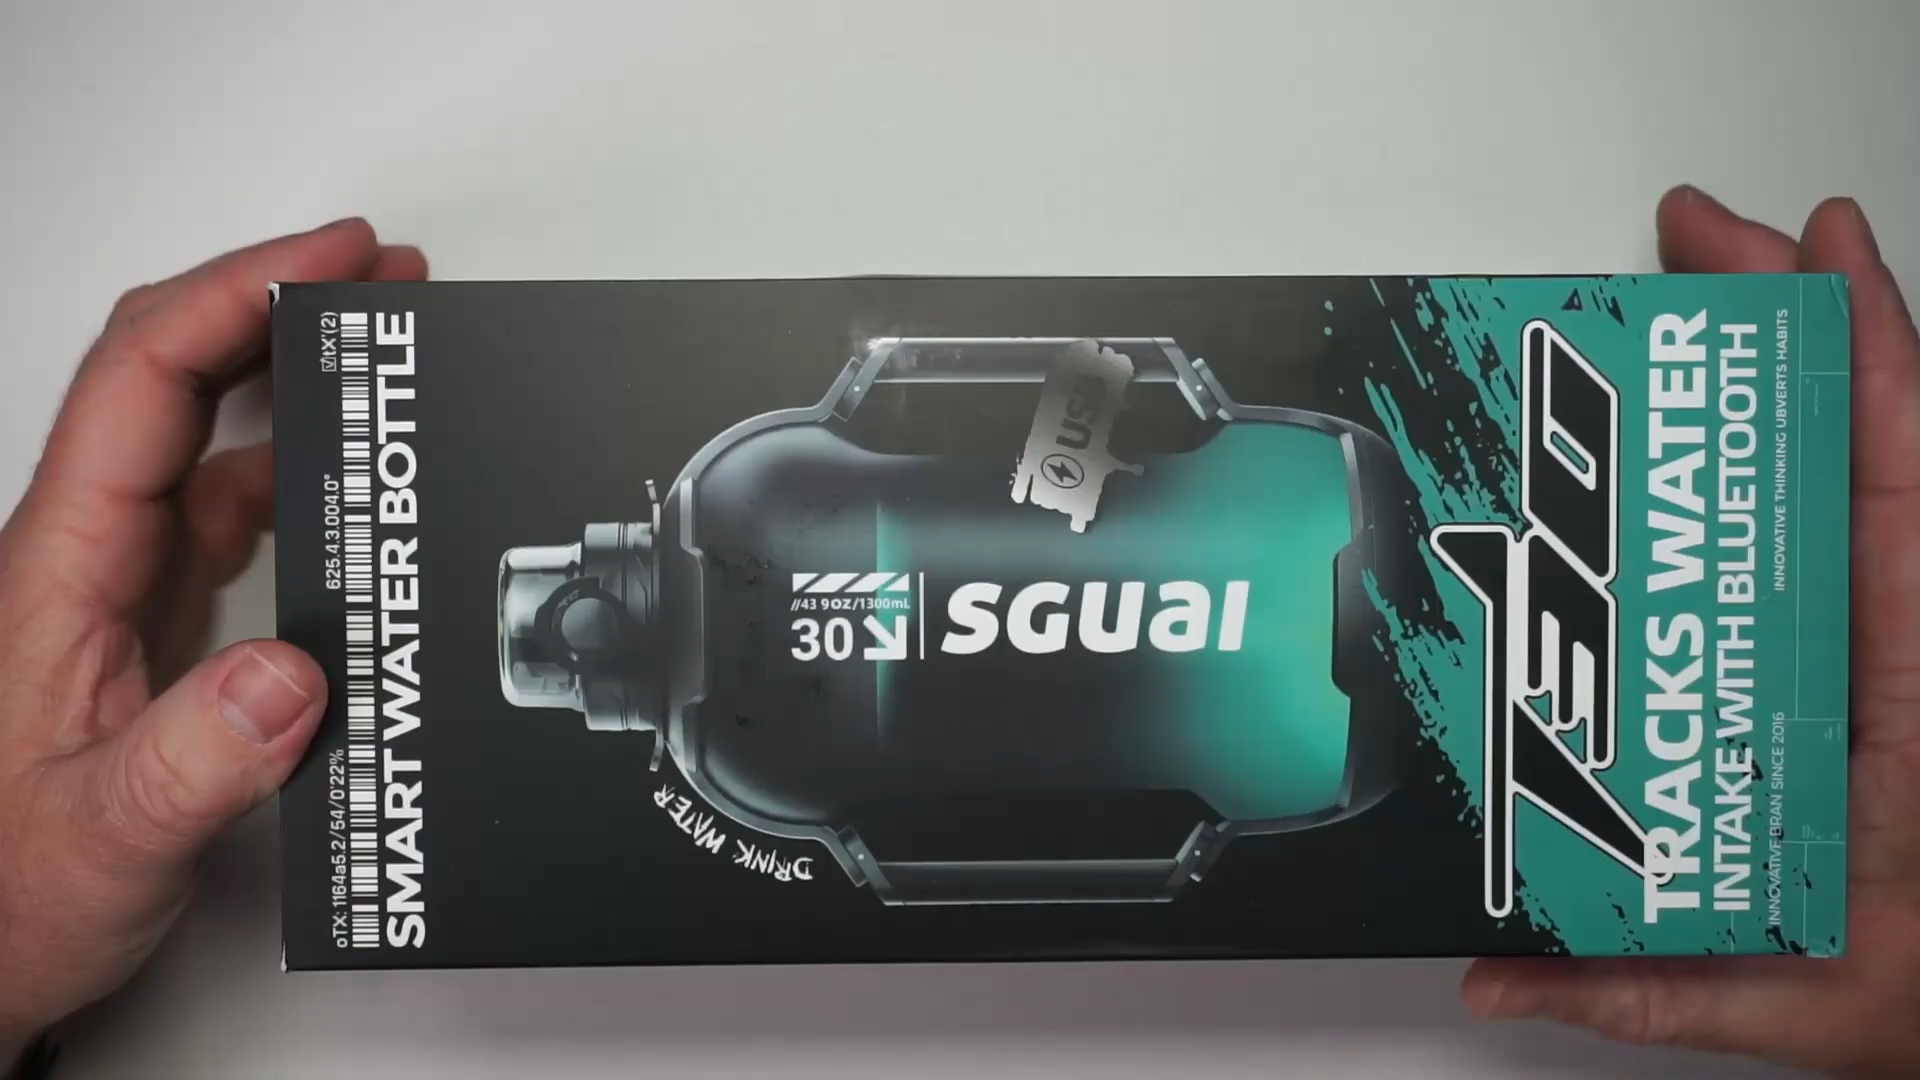 ☑tX'(2)
625.4.3.004.0"
oTX: 1164a5.2/54/0'22%
SMART WATER BOTTLE
DRINK WATER
//43 9OZ/1300mL
30
SGUAI
USB
TRACKS WATER
INTAKE WITH BLUETOOTH
INNOVATIVE THINKING UBVERTS HABITS
INNOVATIVE BRAN SINCE 2016